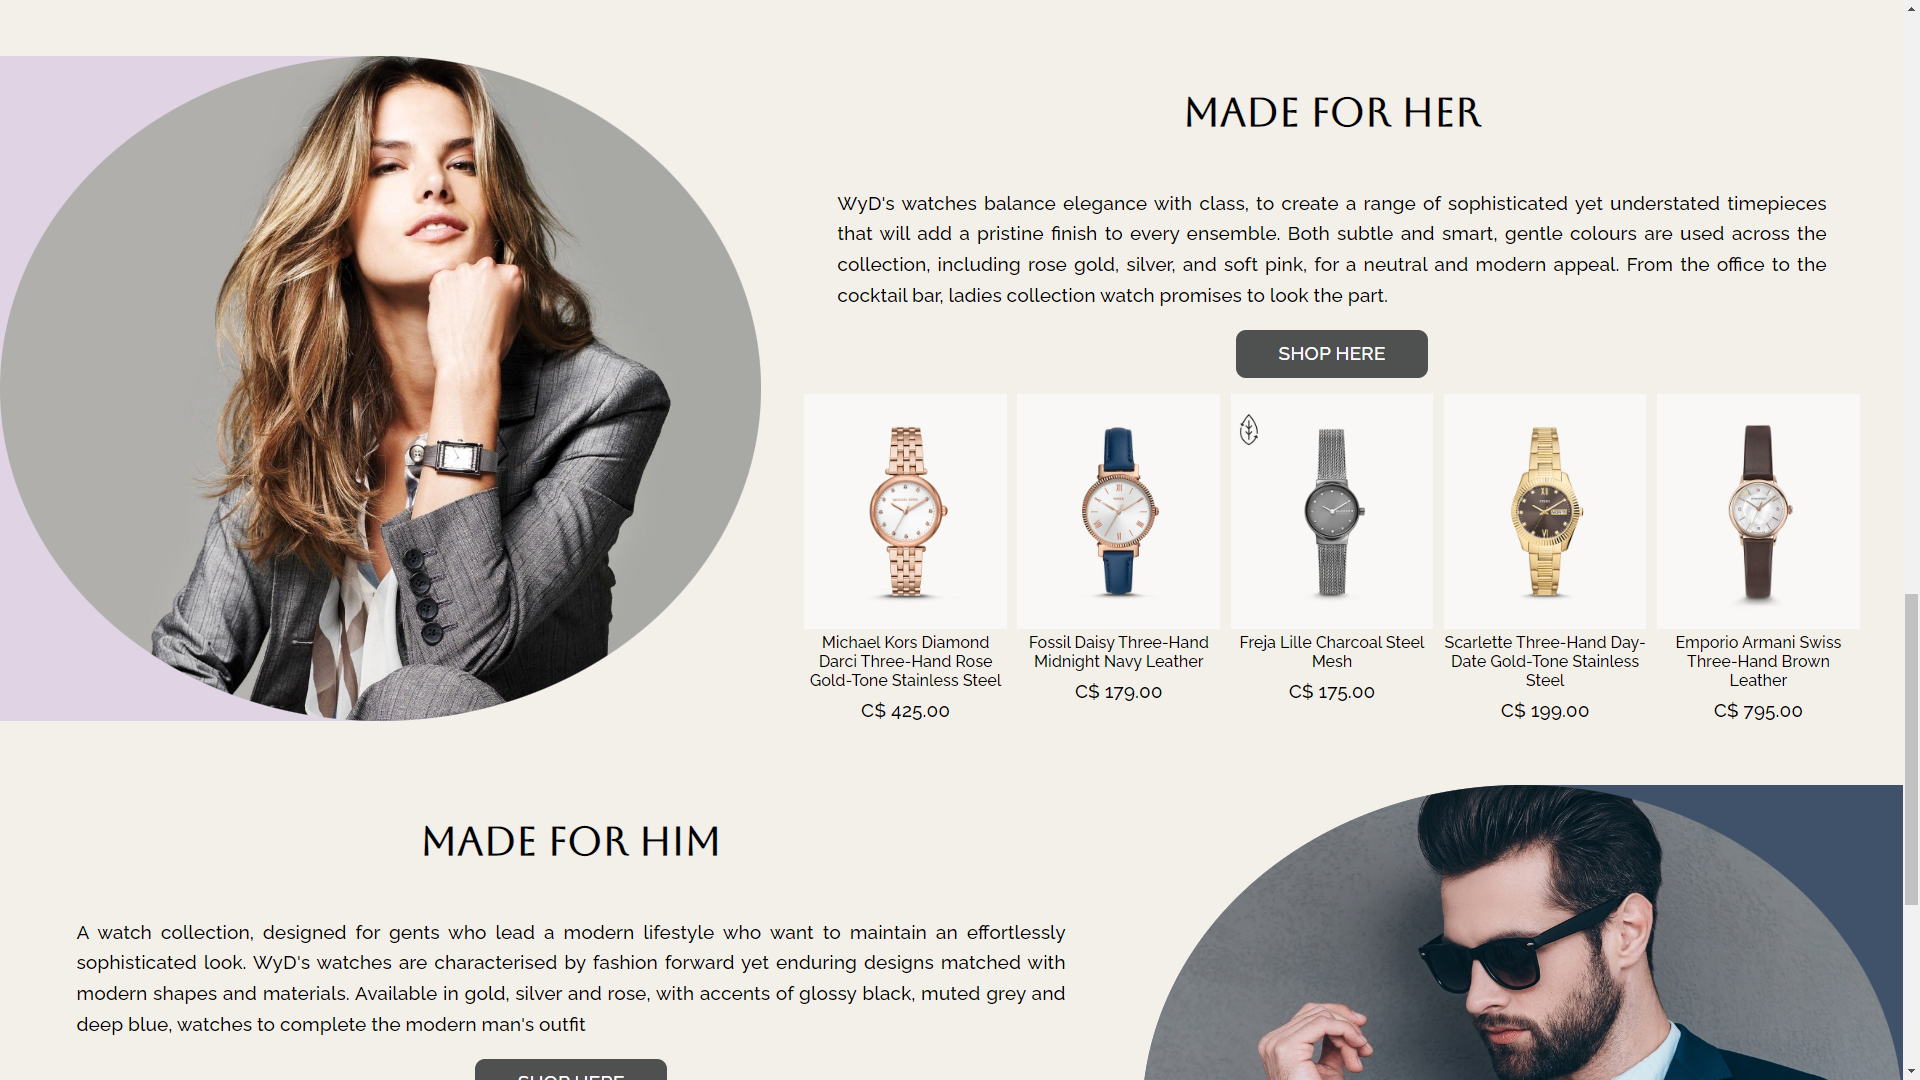 MADE FOR HER
WyD's watches balance elegance with class, to create a range of sophisticated yet understated timepieces
that will add a pristine finish to every ensemble. Both subtle and smart, gentle colours are used across the
collection, including rose gold, silver, and soft pink, for a neutral and modern appeal. From the office to the
cocktail bar, ladies collection watch promises to look the part.
SHOP HERE
Michael Kors Diamond
Darci Three-Hand Rose
Gold-Tone Stainless Steel
C$ 425.00
Fossil Daisy Three-Hand
Midnight Navy Leather
C$ 179.00
Freja Lille Charcoal Steel
Mesh
C$ 175.00
Scarlette Three-Hand Day-
Date Gold-Tone Stainless
Steel
C$ 199.00
Emporio Armani Swiss
Three-Hand Brown
Leather
C$ 795.00
MADE FOR HIM
A watch collection, designed for gents who lead a modern lifestyle who want to maintain an effortlessly
sophisticated look. WyD's watches are characterised by fashion forward yet enduring designs matched with
modern shapes and materials. Available in gold, silver and rose, with accents of glossy black, muted grey and
deep blue, watches to complete the modern man's outfit
SHOP HERE